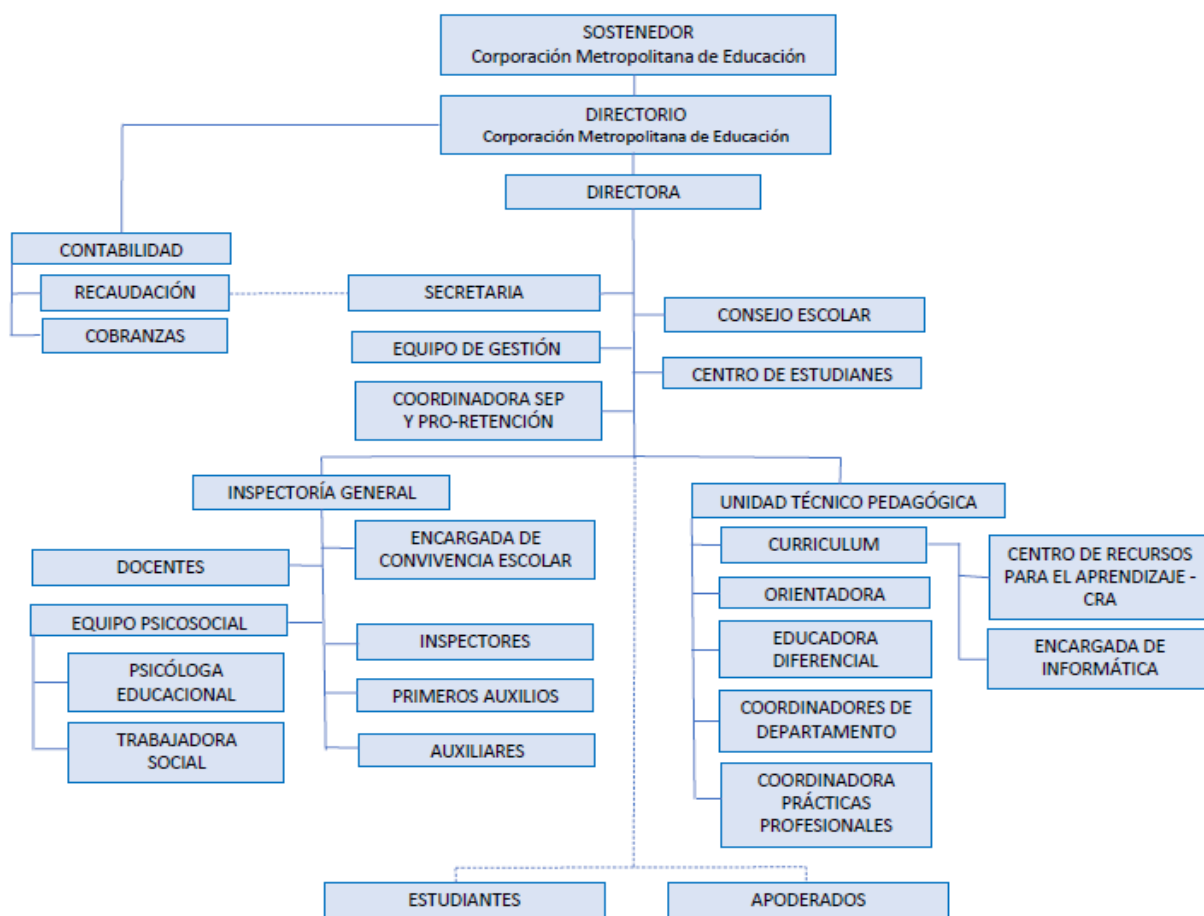 SOSTENEDOR
Corporación Metropolitana de Educación
DIRECTORIO
Corporación Metropolitana de Educación
DIRECTORA
CONTABILIDAD
RECAUDACIÓN
COBRANZAS
SECRETARIA
EQUIPO DE GESTIÓN
COORDINADORA SEP
Y PRO-RETENCIÓN
CONSEJO ESCOLAR
CENTRO DE ESTUDIANES
INSPECTORÍA GENERAL
ENCARGADA DE
CONVIVENCIA ESCOLAR
DOCENTES
EQUIPO PSICOSOCIAL
PSICÓLOGA
EDUCACIONAL
TRABAJADORA
SOCIAL
INSPECTORES
PRIMEROS AUXILIOS
AUXILIARES
UNIDAD TÉCNICO PEDAGÓGICA
CURRICULUM
ORIENTADORA
EDUCADORA
DIFERENCIAL
COORDINADORES DE
DEPARTAMENTO
COORDINADORA
PRÁCTICAS
PROFESIONALES
CENTRO DE RECURSOS
PARA EL APRENDIZAJE -
CRA
ENCARGADA DE
INFORMÁTICA
ESTUDIANTES
APODERADOS